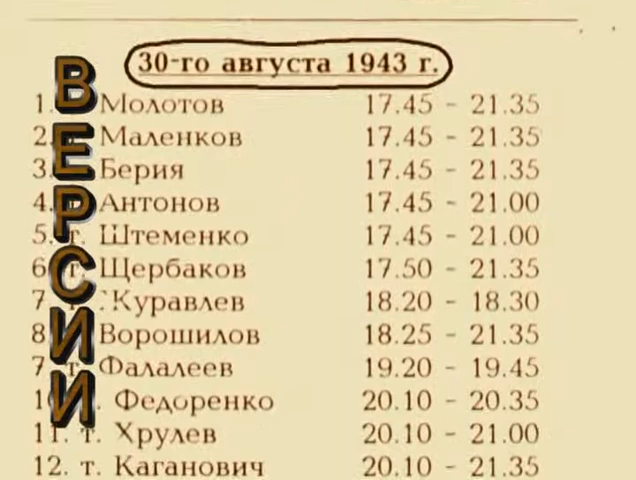 30-го августа 1943 г.
1. Молотов 17.45 - 21.35
2. Маленков 17.45 - 21.35
3. Берия 17.45 - 21.35
4. Антонов 17.45 - 21.00
5. т. Штеменко 17.45 - 21.00
6. т. Щербаков 17.50 - 21.35
7. Журавлев 18.20 - 18.30
8. Ворошилов 18.25 - 21.35
7. т. Фалалеев 19.20 - 19.45
Федоренко 20.10 - 20.35
11. т. Хрулев 20.10 - 21.00
12. т. Каганович 20.10 - 21.35
ВЕРСИИ